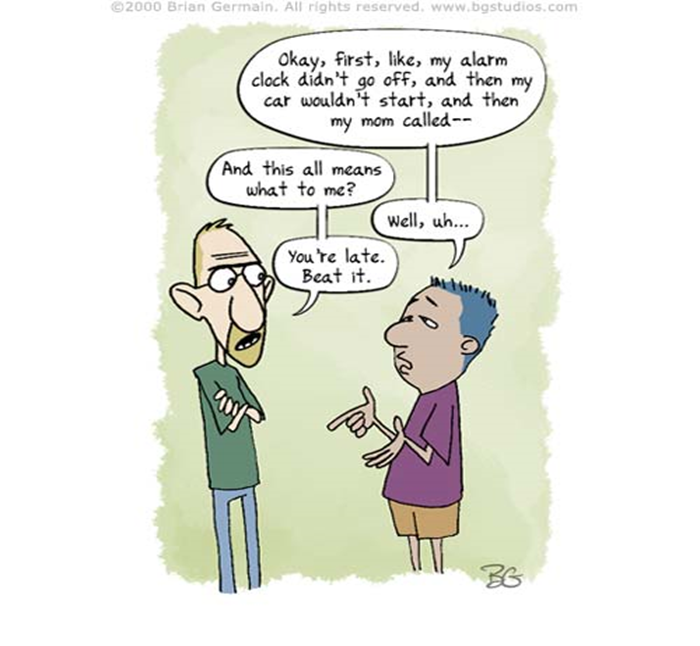 ©2000 Brian Germain. All rights reserved. www.bgstudios.com
Okay, first, like, my alarm
clock didn't go off, and then my
car wouldn't start, and then
my mom called--
And this all means
what to me?
Well, uh...
You're late.
Beat it.
BG